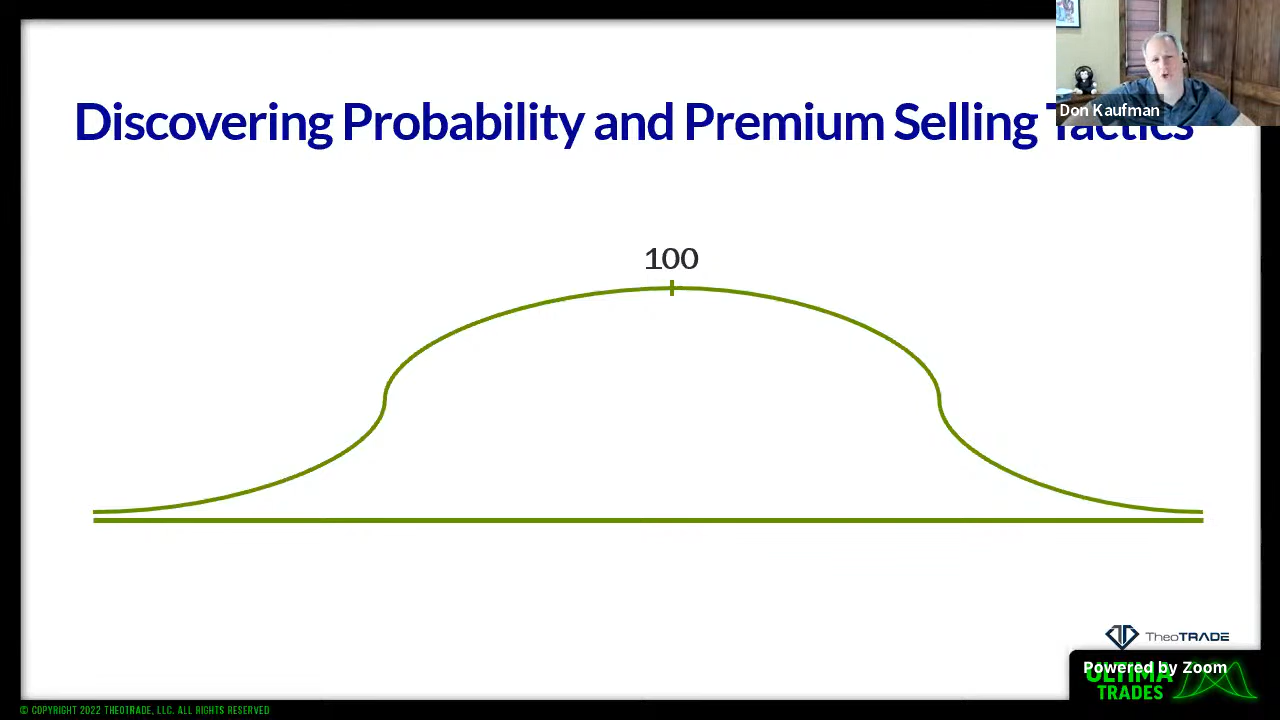 Discovering Probability and Premium Selling Tactics
Don Kaufman
100
TheoTRADE
Powered by Zoom
ULTIMA
TRADES
© COPYRIGHT 2022 THEOTRADE, LLC. ALL RIGHTS RESERVED